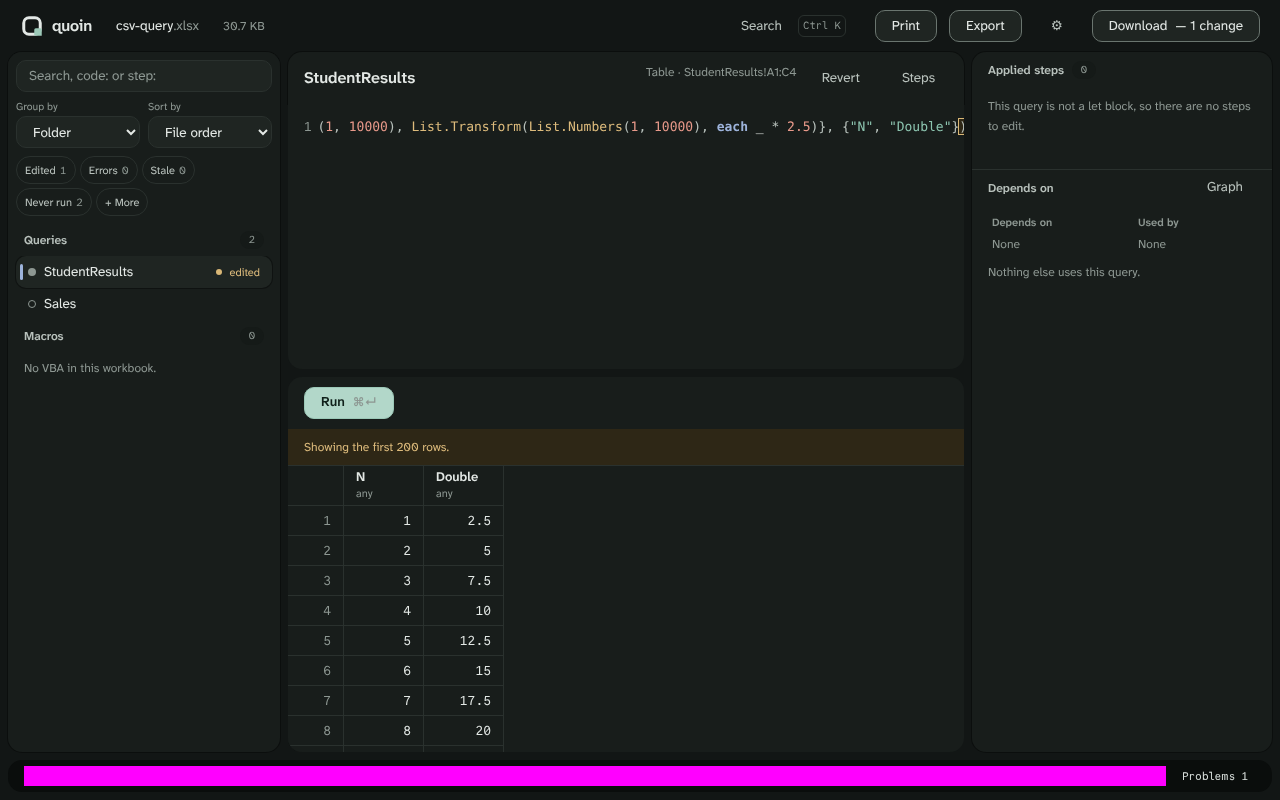 quoin
csv-query.xlsx
30.7 KB
Search
Ctrl K
Print
Export
Download — 1 change
Search, code: or step:
Group by
Sort by
Folder
File order
Edited 1
Errors 0
Stale 0
Never run 2
+ More
Queries
2
StudentResults
edited
Sales
Macros
0
No VBA in this workbook.
StudentResults
Table · StudentResults!A1:C4
Revert
Steps
1 (1, 10000), List.Transform(List.Numbers(1, 10000), each _ * 2.5)}, {"N", "Double"})
Run ⌘↵
Showing the first 200 rows.
N Double
any any
1 1 2.5
2 2 5
3 3 7.5
4 4 10
5 5 12.5
6 6 15
7 7 17.5
8 8 20
Applied steps 0
This query is not a let block, so there are no steps
to edit.
Depends on
Graph
Depends on Used by
None None
Nothing else uses this query.
Problems 1